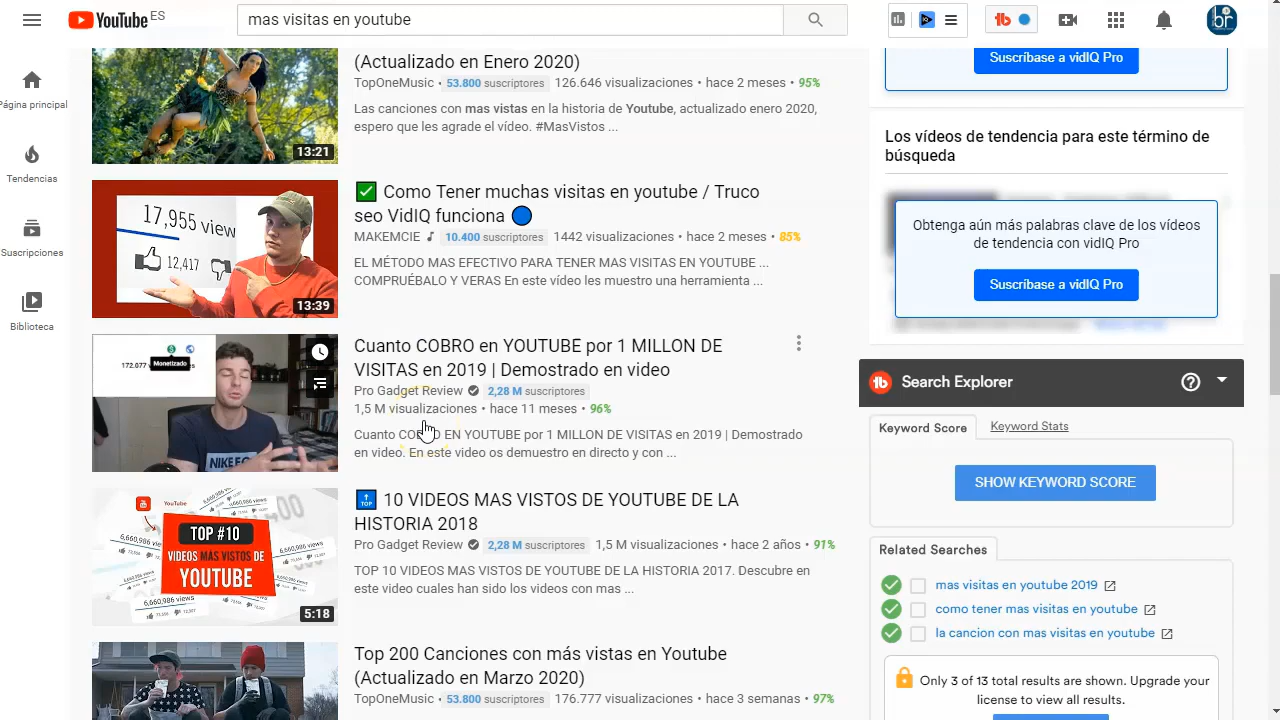 YouTube ES
mas visitas en youtube
Página principal
Tendencias
Suscripciones
Biblioteca
(Actualizado en Enero 2020)
TopOneMusic • 53.800 suscriptores 126.646 visualizaciones • hace 2 meses • 95%
Las canciones con mas vistas en la historia de Youtube, actualizado enero 2020,
espero que les agrade el vídeo. #MasVistos ...
13:21
17,955 view
12,417
13:39
✅ Como Tener muchas visitas en youtube / Truco
seo VidIQ funciona 🔵
MAKEMCIE 🎵 10.400 suscriptores 1442 visualizaciones • hace 2 meses • 85%
EL MÉTODO MAS EFECTIVO PARA TENER MAS VISITAS EN YOUTUBE ...
COMPRUÉBALO Y VERAS En este vídeo les muestro una herramienta ...
Monetizado
172.077
NIKE
Cuanto COBRO en YOUTUBE por 1 MILLON DE
VISITAS en 2019 | Demostrado en video
Pro Gadget Review 2,28 M suscriptores
1,5 M visualizaciones • hace 11 meses • 96%
Cuanto COBRO EN YOUTUBE por 1 MILLON DE VISITAS en 2019 | Demostrado
en video. En este video os demuestro en directo y con ...
YouTube
TOP #10
VIDEOS MAS VISTOS DE
YOUTUBE
6,660,986 views
6,660,986 views
5:18
TOP 10 VIDEOS MAS VISTOS DE YOUTUBE DE LA
HISTORIA 2018
Pro Gadget Review 2,28 M suscriptores 1,5 M visualizaciones • hace 2 años • 91%
TOP 10 VIDEOS MAS VISTOS DE YOUTUBE DE LA HISTORIA 2017. Descubre en
este video cuales han sido los videos con mas ...
Top 200 Canciones con más vistas en Youtube
(Actualizado en Marzo 2020)
TopOneMusic • 53.800 suscriptores 176.777 visualizaciones • hace 3 semanas • 97%
Suscríbase a vidIQ Pro
Los vídeos de tendencia para este término de
búsqueda
Obtenga aún más palabras clave de los vídeos
de tendencia con vidIQ Pro
Suscríbase a vidIQ Pro
Search Explorer
Keyword Score Keyword Stats
SHOW KEYWORD SCORE
Related Searches
mas visitas en youtube 2019
como tener mas visitas en youtube
la cancion con mas visitas en youtube
Only 3 of 13 total results are shown. Upgrade your
license to view all results.